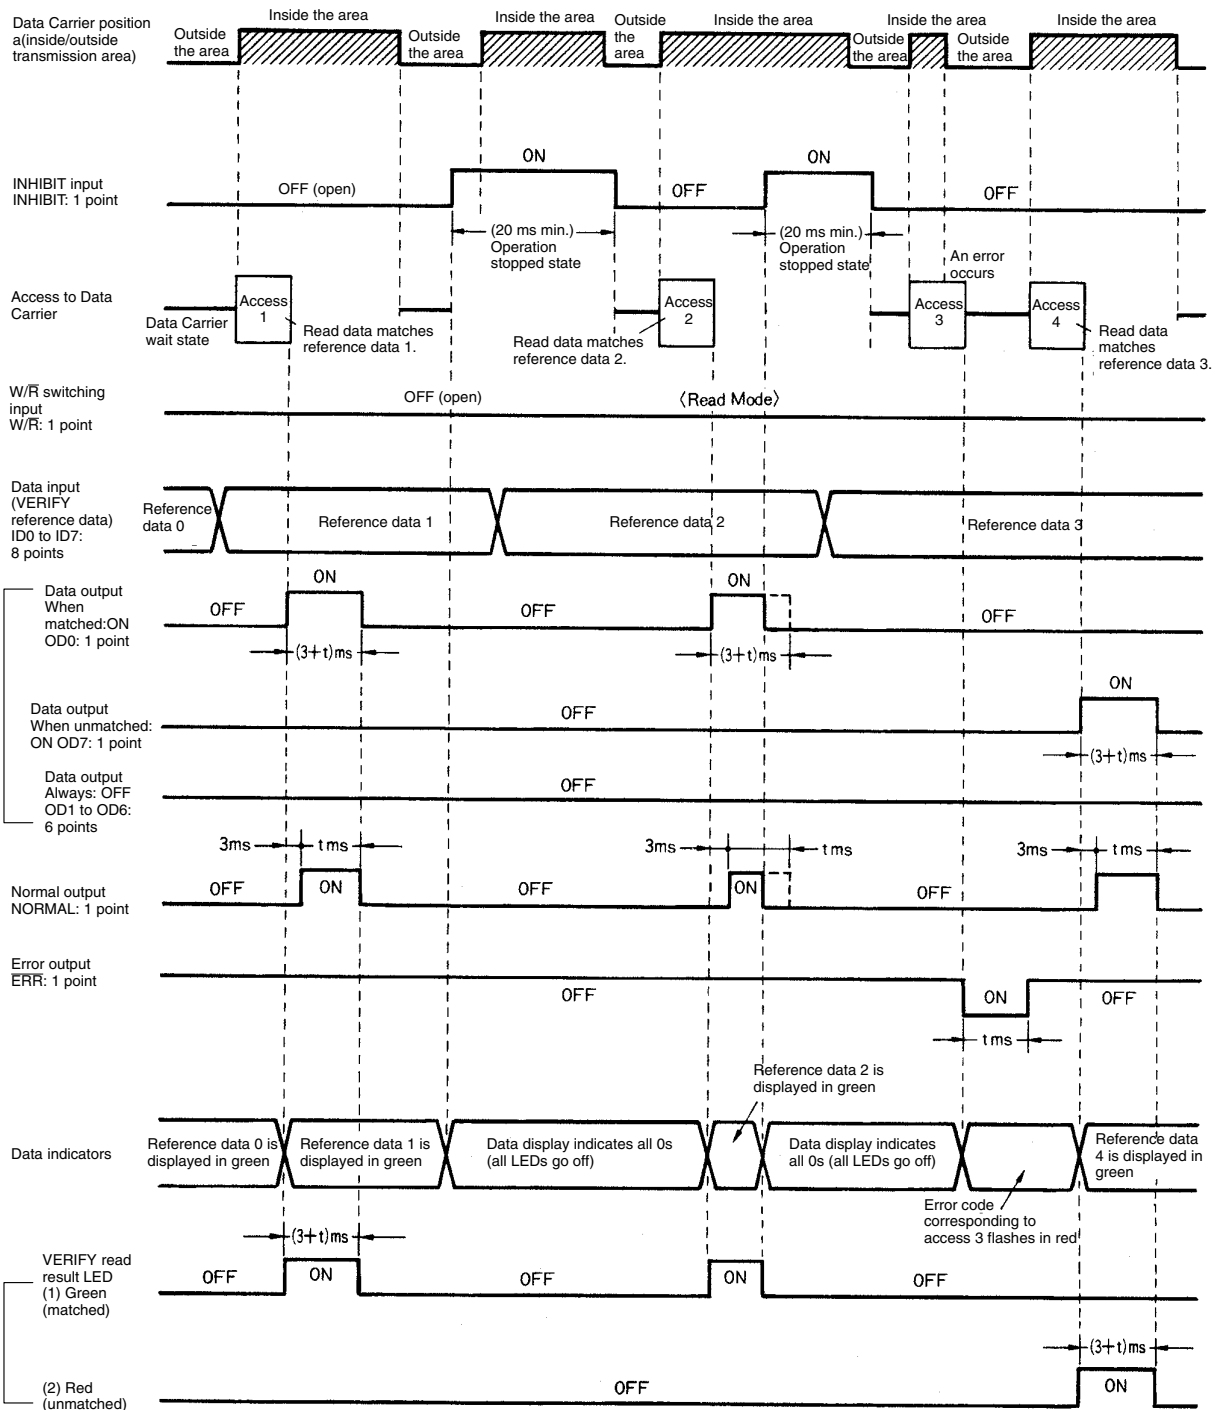 Data Carrier position
a(inside/outside
transmission area)
Outside
the area
Inside the area
Outside
the area
Inside the area
Outside
the
area
Inside the area
Outside
the area
Inside the area
Outside
the area
Inside the area
INHIBIT input
INHIBIT: 1 point
OFF (open)
ON
OFF
ON
OFF
(20 ms min.)
Operation
stopped state
(20 ms min.)
Operation
stopped state
An error
occurs
Access to Data
Carrier
Data Carrier
wait state
Access
1
Read data matches
reference data 1.
Read data matches
reference data 2.
Access
2
Access
3
Access
4
Read data
matches
reference data 3.
W/R̅ switching
input
W/R̅: 1 point
OFF (open)
〈Read Mode〉
Data input
(VERIFY
reference data)
ID0 to ID7:
8 points
Reference
data 0
Reference data 1
Reference data 2
Reference data 3
Data output
When
matched:ON
OD0: 1 point
OFF
ON
OFF
ON
OFF
(3+t)ms
(3+t)ms
Data output
When unmatched:
ON OD7: 1 point
OFF
ON
(3+t)ms
Data output
Always: OFF
OD1 to OD6:
6 points
OFF
3ms
t ms
3ms
t ms
3ms
t ms
Normal output
NORMAL: 1 point
OFF
ON
OFF
ON
OFF
Error output
E̅R̅R̅: 1 point
OFF
ON
OFF
t ms
Reference data 2 is
displayed in green
Data indicators
Reference data 0 is
displayed in green
Reference data 1 is
displayed in green
Data display indicates all 0s
(all LEDs go off)
Data display indicates
all 0s (all LEDs go off)
Reference data
4 is displayed in
green
Error code
corresponding to
access 3 flashes in red
(3+t)ms
VERIFY read
result LED
(1) Green
(matched)
OFF
ON
OFF
ON
OFF
(3+t)ms
(2) Red
(unmatched)
OFF
ON